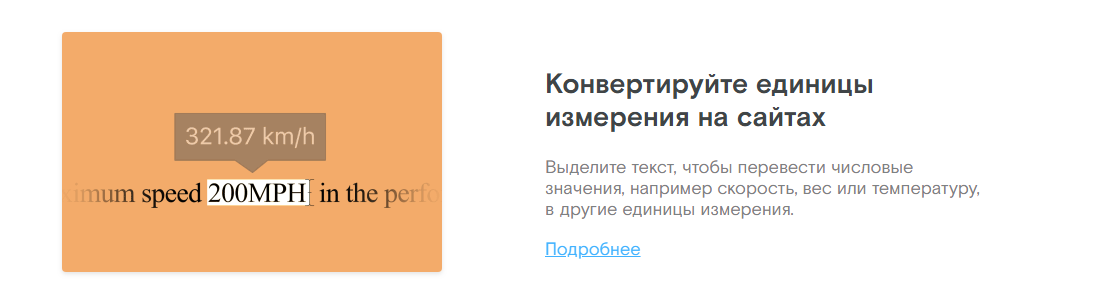 321.87 km/h
ximum speed 200MPH in the perfo
Конвертируйте единицы
измерения на сайтах
Выделите текст, чтобы перевести числовые
значения, например скорость, вес или температуру,
в другие единицы измерения.
Подробнее